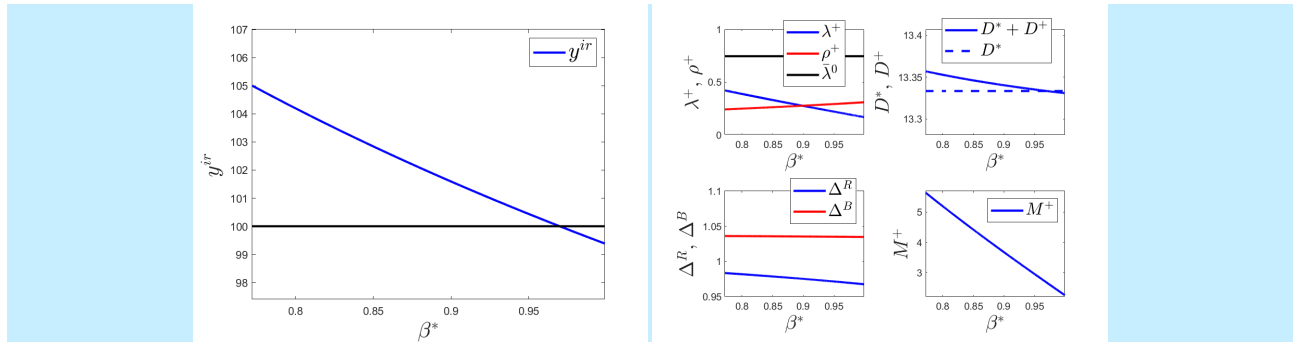 107
106
105
104
103
102
101
100
99
98
y^{ir}
y^{ir}
0.8
0.85
0.9
0.95
β*
1
0.5
0
λ⁺, ρ⁺
λ⁺
ρ⁺
λ̄⁰
0.8 0.85 0.9 0.95
β*
13.4
13.35
13.3
D*, D⁺
D* + D⁺
D*
0.8 0.85 0.9 0.95
β*
1.1
1.05
1
0.95
Δ^R, Δ^B
Δ^R
Δ^B
0.8 0.85 0.9 0.95
β*
5
4
3
M⁺
M⁺
0.8 0.85 0.9 0.95
β*